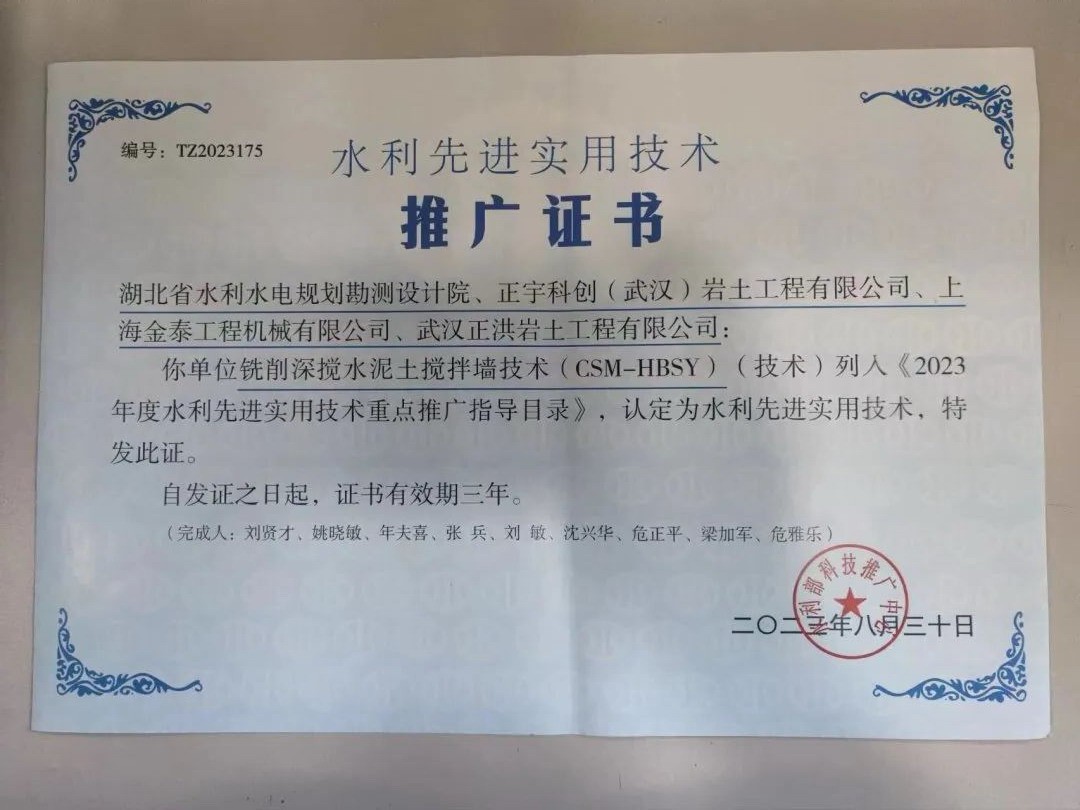 编号：TZ2023175
水利先进实用技术
推广证书
湖北省水利水电规划勘测设计院、正宇科创（武汉）岩土工程有限公司、上
海金泰工程机械有限公司、武汉正洪岩土工程有限公司：
你单位铣削深搅水泥土搅拌墙技术（CSM-HBSY）（技术）列入《2023
年度水利先进实用技术重点推广指导目录》，认定为水利先进实用技术，特
发此证。
自发证之日起，证书有效期三年。
（完成人：刘贤才、姚晓敏、年夫喜、张 兵、刘 敏、沈兴华、危正平、梁加军、危雅乐）
水利部科技推广中心
二〇二三年八月三十日